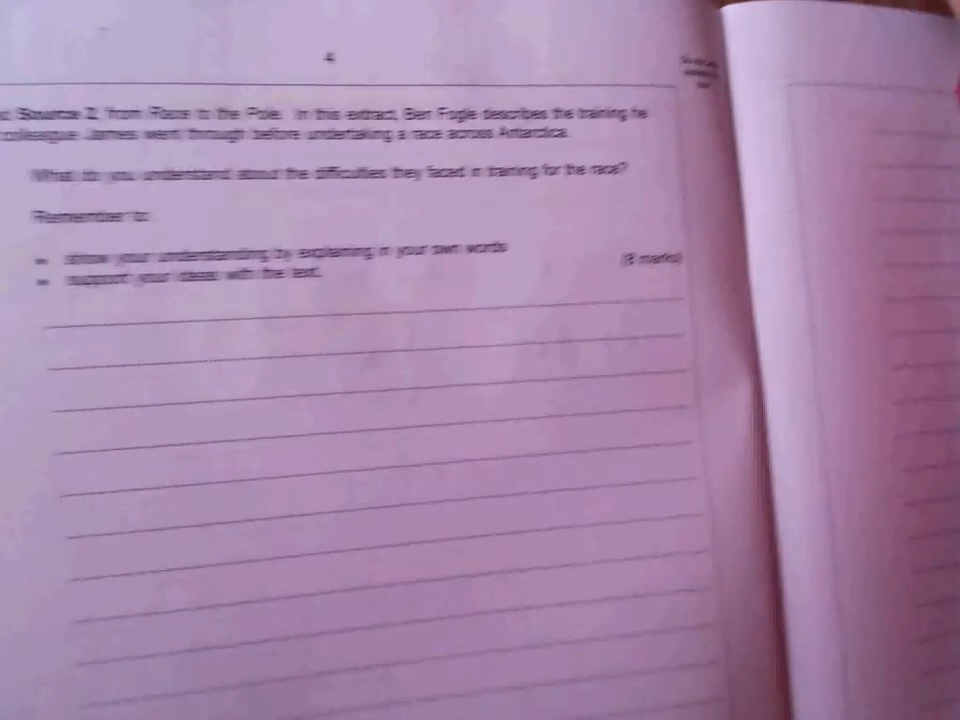 4
Source 2, from Race to the Pole. In this extract, Ben Fogle describes the training he
colleague James went through before undertaking a race across Antarctica.
What do you understand about the difficulties they faced in training for the race?
Remember to:
• show your understanding by explaining in your own words
• support your ideas with the text.
(8 marks)